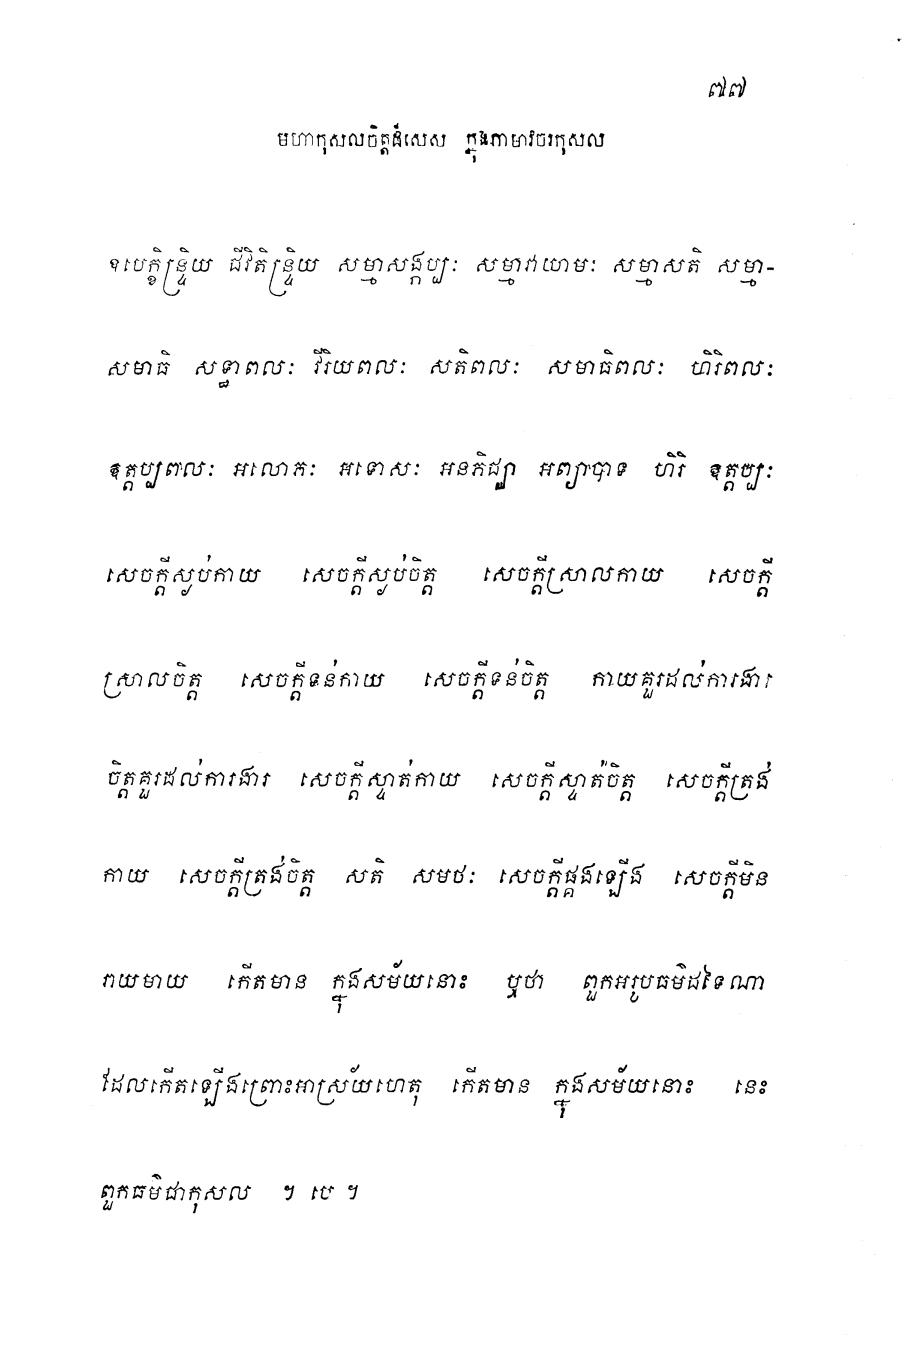 ៧៧
មហាកុសលចិត្តដ៏សេស ក្នុងកាមាវចរកុសល
ឧបេក្ខិន្ទ្រិយ ជីវិតិន្ទ្រិយ សម្មាសង្កប្បៈ សម្មាវាយាមៈ សម្មាសតិ សម្មា-
សមាធិ សទ្ធាពលៈ វីរិយពលៈ សតិពលៈ សមាធិពលៈ ហិរិពលៈ
ឧត្តប្បពលៈ អលោភៈ អទោសៈ អនភិជ្ឈា អព្យាបាទ ហិរិ ឧត្តប្បៈ
សេចក្តីស្ងប់កាយ សេចក្តីស្ងប់ចិត្ត សេចក្តីស្រាលកាយ សេចក្តី
ស្រាលចិត្ត សេចក្តីទន់កាយ សេចក្តីទន់ចិត្ត កាយគួរដល់ការងារ
ចិត្តគួរដល់ការងារ សេចក្តីស្ទាត់កាយ សេចក្តីស្ទាត់ចិត្ត សេចក្តីត្រង់
កាយ សេចក្តីត្រង់ចិត្ត សតិ សមថៈ សេចក្តីផ្គងឡើង សេចក្តីមិន
រាយមាយ កើតមាន ក្នុងសម័យនោះ ឬថា ពួកអរូបធម៌ដទៃណា
ដែលកើតឡើងព្រោះអាស្រ័យហេតុ កើតមាន ក្នុងសម័យនោះ នេះ
ពួកធម៌ជាកុសល ។ បេ ។